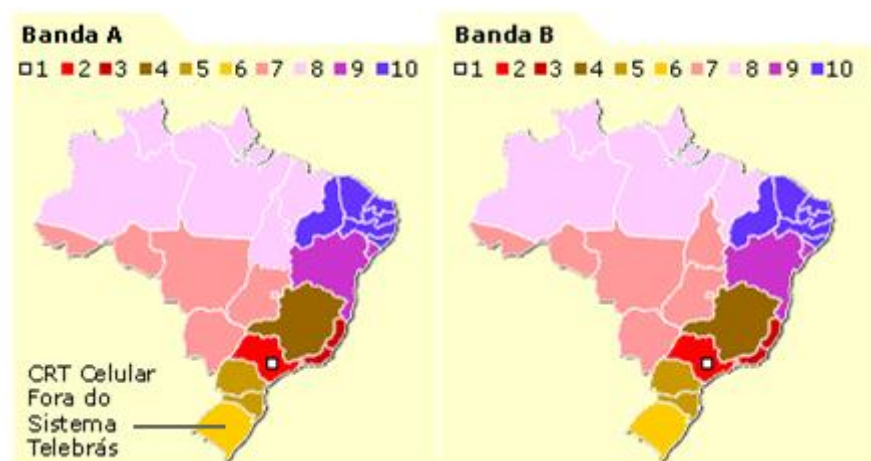 Banda A
1 2 3 4 5 6 7 8 9 10
CRT Celular
Fora do
Sistema
Telebrás
Banda B
1 2 3 4 5 6 7 8 9 10